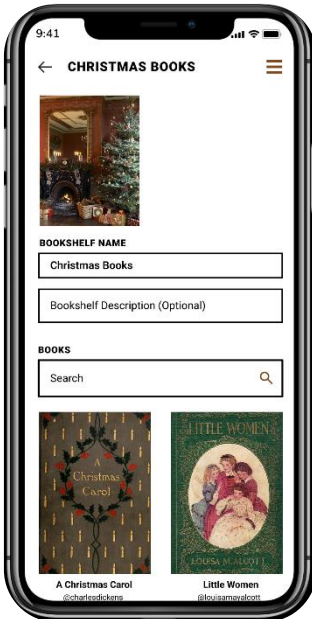 9:41
CHRISTMAS BOOKS
BOOKSHELF NAME
Christmas Books
Bookshelf Description (Optional)
BOOKS
Search
A
Christmas
Carol
LITTLE WOMEN
LOUISA M. ALCOTT
A Christmas Carol
@charlesdickens
Little Women
@louisamayalcott